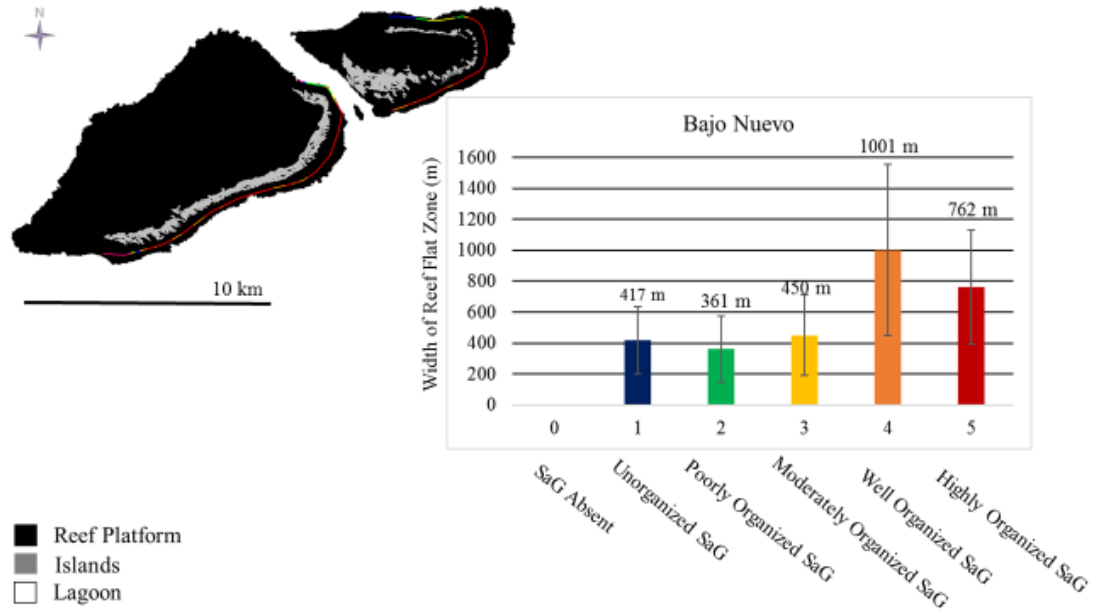 N
10 km
Bajo Nuevo
Width of Reef Flat Zone (m)
1600
1400
1200
1000
800
600
400
200
0
417 m
361 m
450 m
1001 m
762 m
0
1
2
3
4
5
SaG Absent
Unorganized SaG
Poorly Organized SaG
Moderately Organized SaG
Well Organized SaG
Highly Organized SaG
Reef Platform
Islands
Lagoon